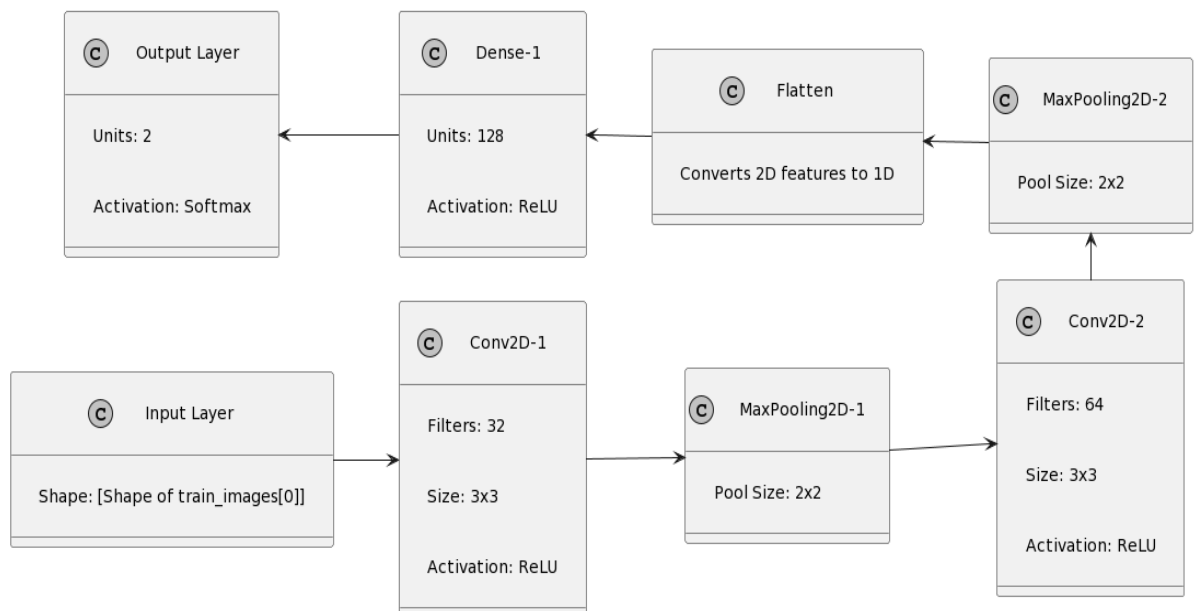 C Output Layer
Units: 2
Activation: Softmax
C Dense-1
Units: 128
Activation: ReLU
C Flatten
Converts 2D features to 1D
C MaxPooling2D-2
Pool Size: 2x2
C Input Layer
Shape: [Shape of train_images[0]]
C Conv2D-1
Filters: 32
Size: 3x3
Activation: ReLU
C MaxPooling2D-1
Pool Size: 2x2
C Conv2D-2
Filters: 64
Size: 3x3
Activation: ReLU